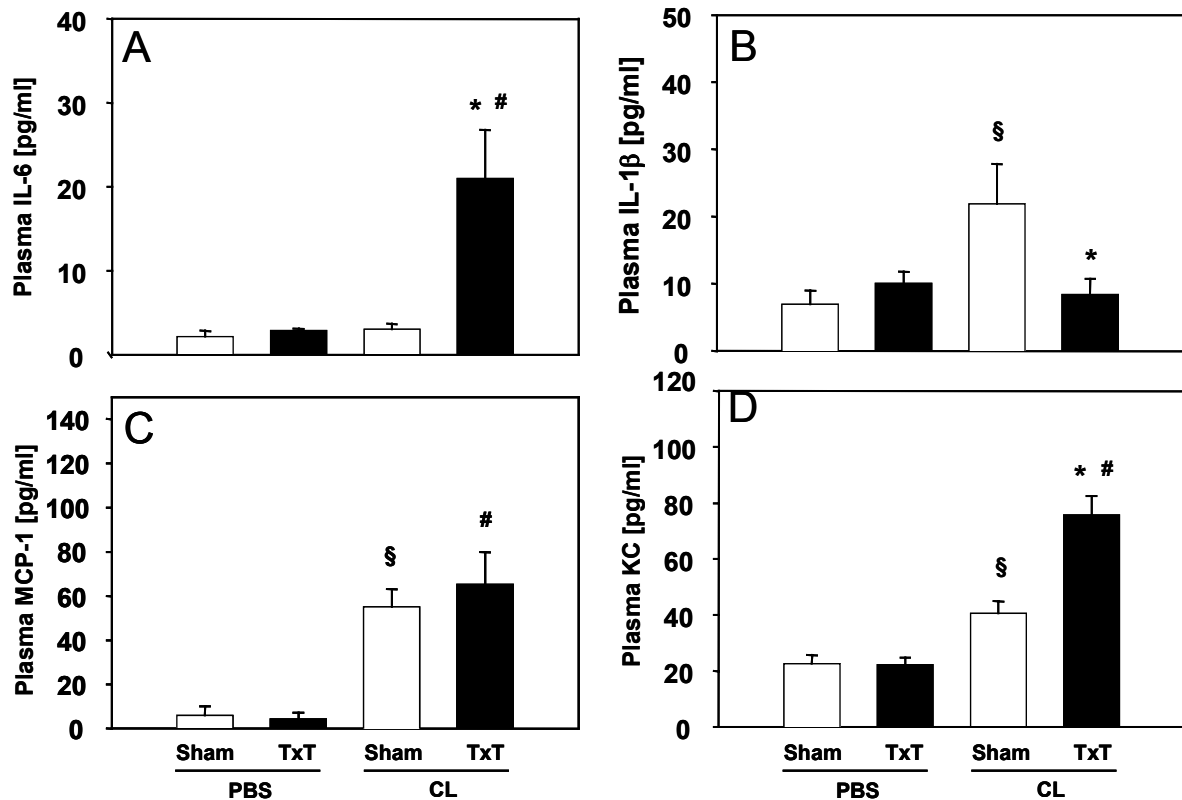 A
Plasma IL-6 [pg/ml]
40
30
20
10
0
* #
B
Plasma IL-1β [pg/ml]
50
40
30
20
10
0
§
*
C
Plasma MCP-1 [pg/ml]
140
120
100
80
60
40
20
0
§
#
Sham TxT Sham TxT
PBS CL
D
Plasma KC [pg/ml]
120
100
80
60
40
20
0
§
* #
Sham TxT Sham TxT
PBS CL